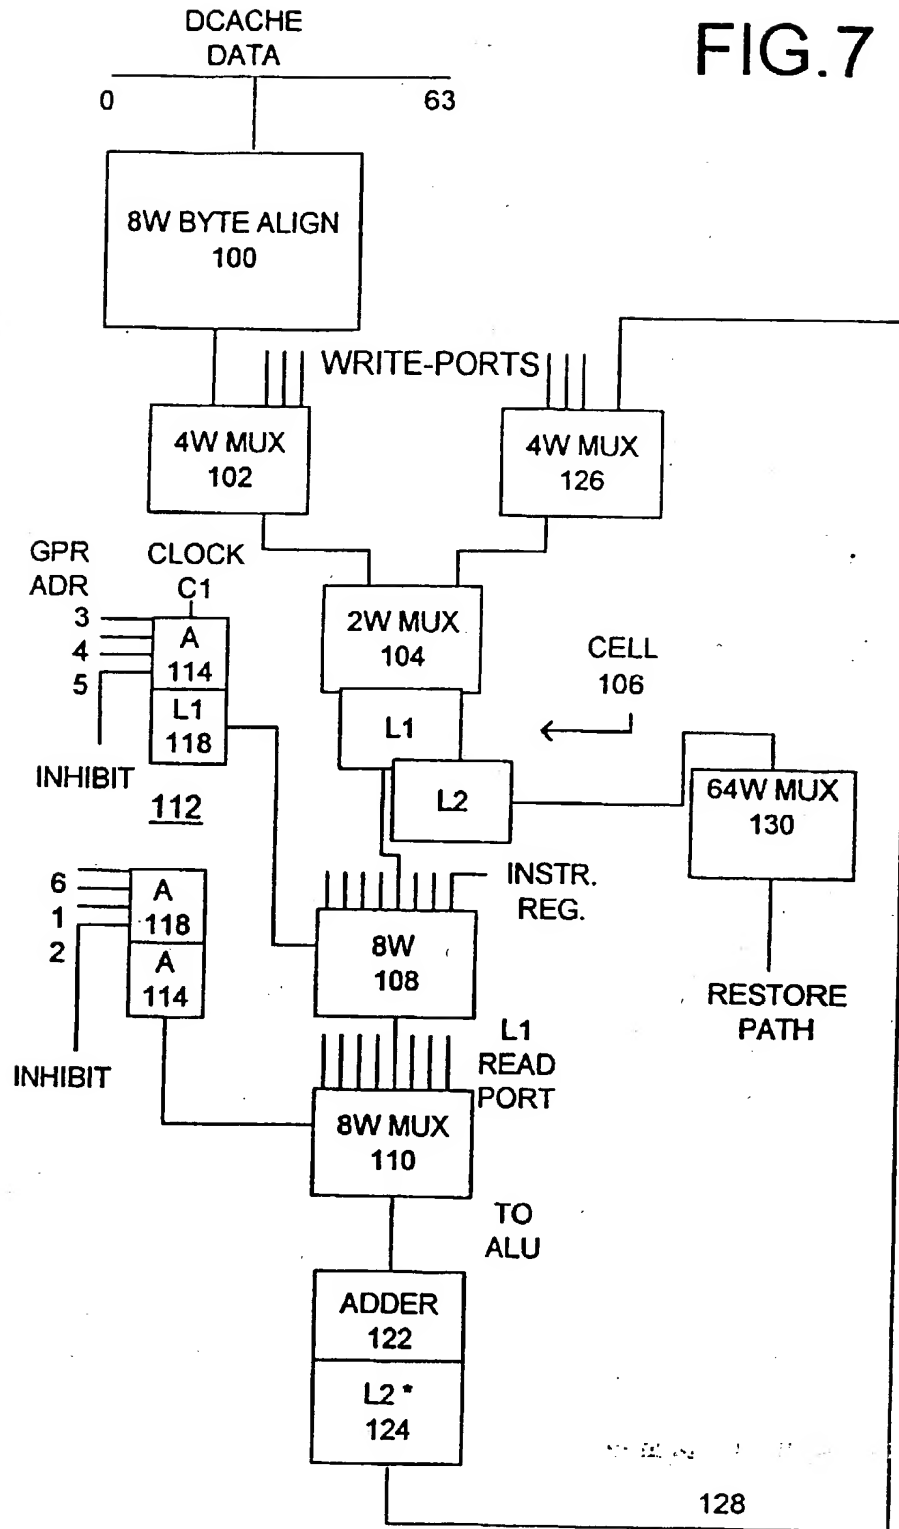 DCACHE
DATA
FIG.7
0
63
8W BYTE ALIGN
100
WRITE-PORTS
4W MUX
102
4W MUX
126
GPR
ADR
CLOCK
C1
3
4
5
A
114
L1
118
INHIBIT
112
2W MUX
104
L1
L2
CELL
106
64W MUX
130
RESTORE
PATH
6
1
2
A
118
A
114
INHIBIT
INSTR.
REG.
8W
108
L1
READ
PORT
8W MUX
110
TO
ALU
ADDER
122
L2 *
124
128